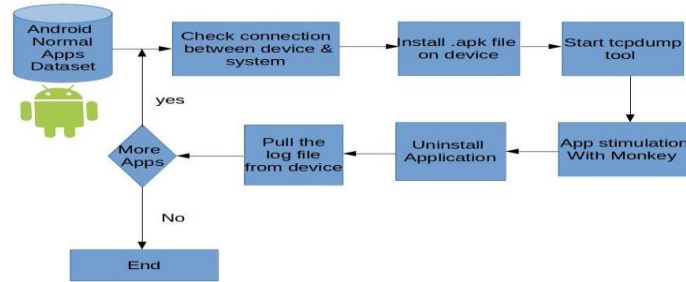 Android
Normal
Apps
Dataset
Check connection
between device &
system
Install .apk file
on device
Start tcpdump
tool
App stimulation
With Monkey
Uninstall
Application
Pull the
log file
from device
More
Apps
yes
No
End